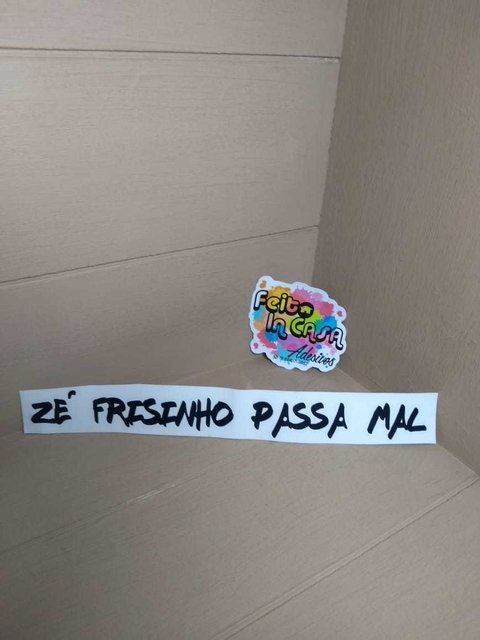 Feito
In Casa
Adesivos
ZÉ FRISINHO PASSA MAL